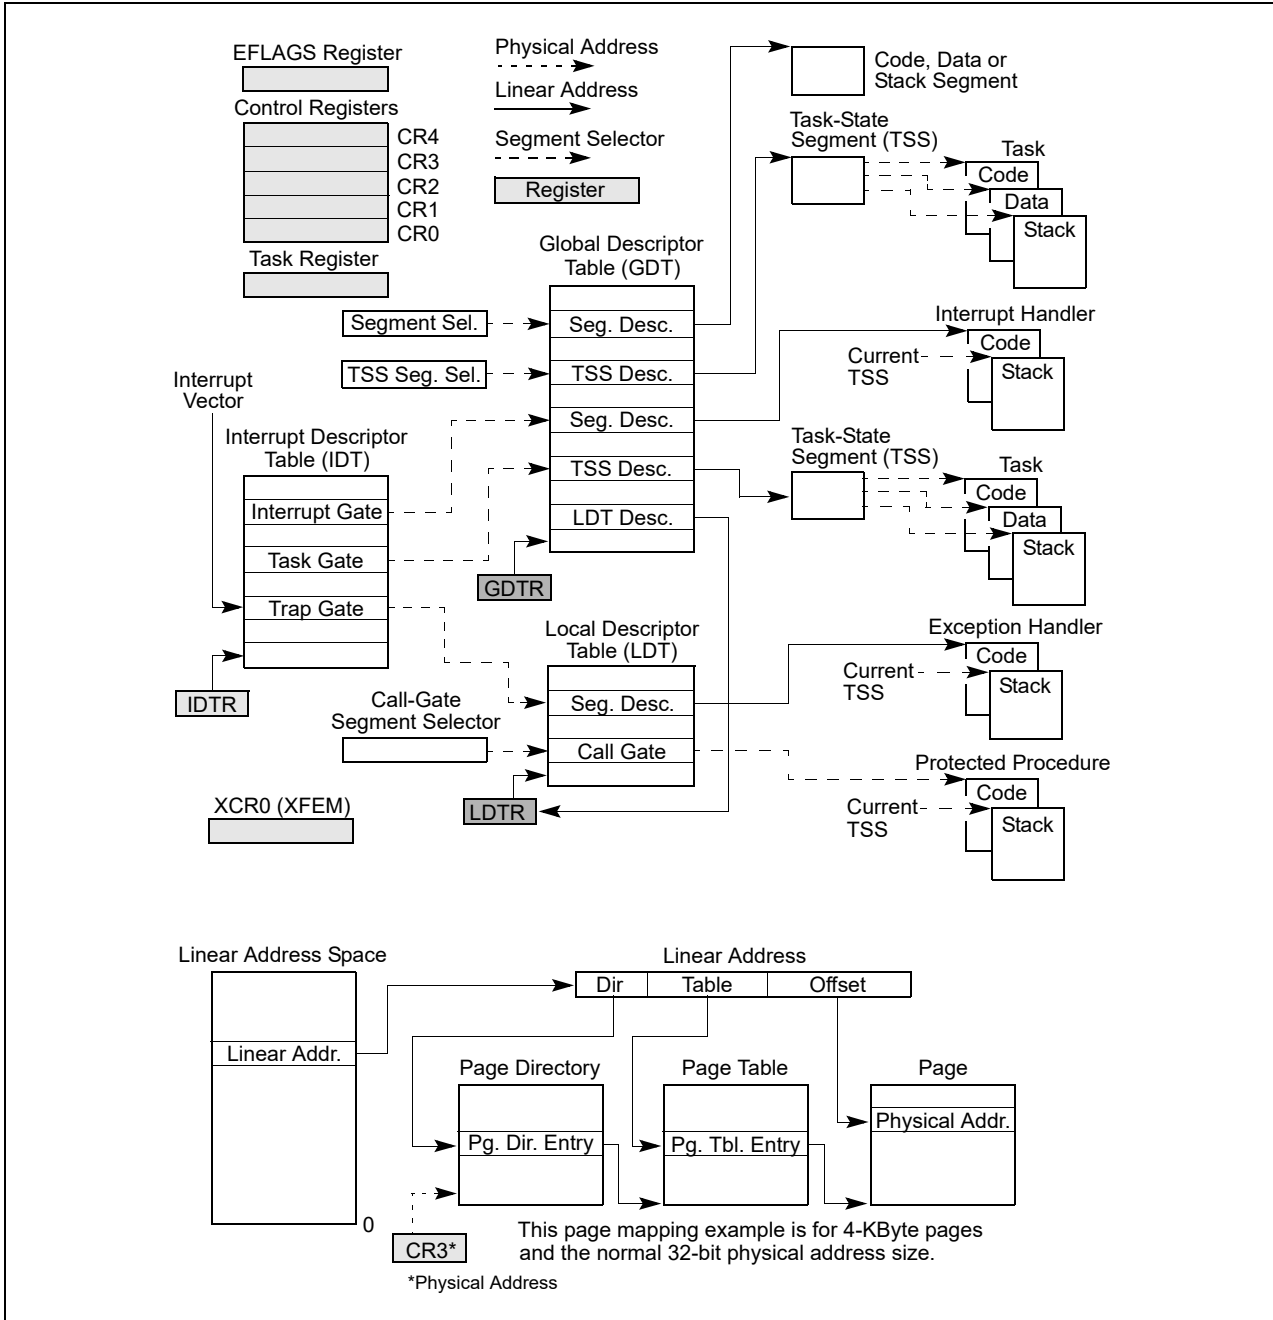 EFLAGS Register
Control Registers
CR4
CR3
CR2
CR1
CR0
Task Register
Physical Address
Linear Address
Segment Selector
Register
Global Descriptor
Table (GDT)
Segment Sel.
TSS Seg. Sel.
Seg. Desc.
TSS Desc.
Seg. Desc.
TSS Desc.
LDT Desc.
GDTR
Code, Data or
Stack Segment
Task-State
Segment (TSS)
Task
Code
Data
Stack
Interrupt Handler
Code
Current
TSS
Stack
Task-State
Segment (TSS)
Task
Code
Data
Stack
Interrupt
Vector
Interrupt Descriptor
Table (IDT)
Interrupt Gate
Task Gate
Trap Gate
IDTR
Local Descriptor
Table (LDT)
Call-Gate
Segment Selector
Seg. Desc.
Call Gate
LDTR
Exception Handler
Code
Current
TSS
Stack
Protected Procedure
Code
Current
TSS
Stack
XCR0 (XFEM)
Linear Address Space
Linear Addr.
0
Linear Address
Dir
Table
Offset
Page Directory
Pg. Dir. Entry
Page Table
Pg. Tbl. Entry
Page
Physical Addr.
CR3*
*Physical Address
This page mapping example is for 4-KByte pages
and the normal 32-bit physical address size.